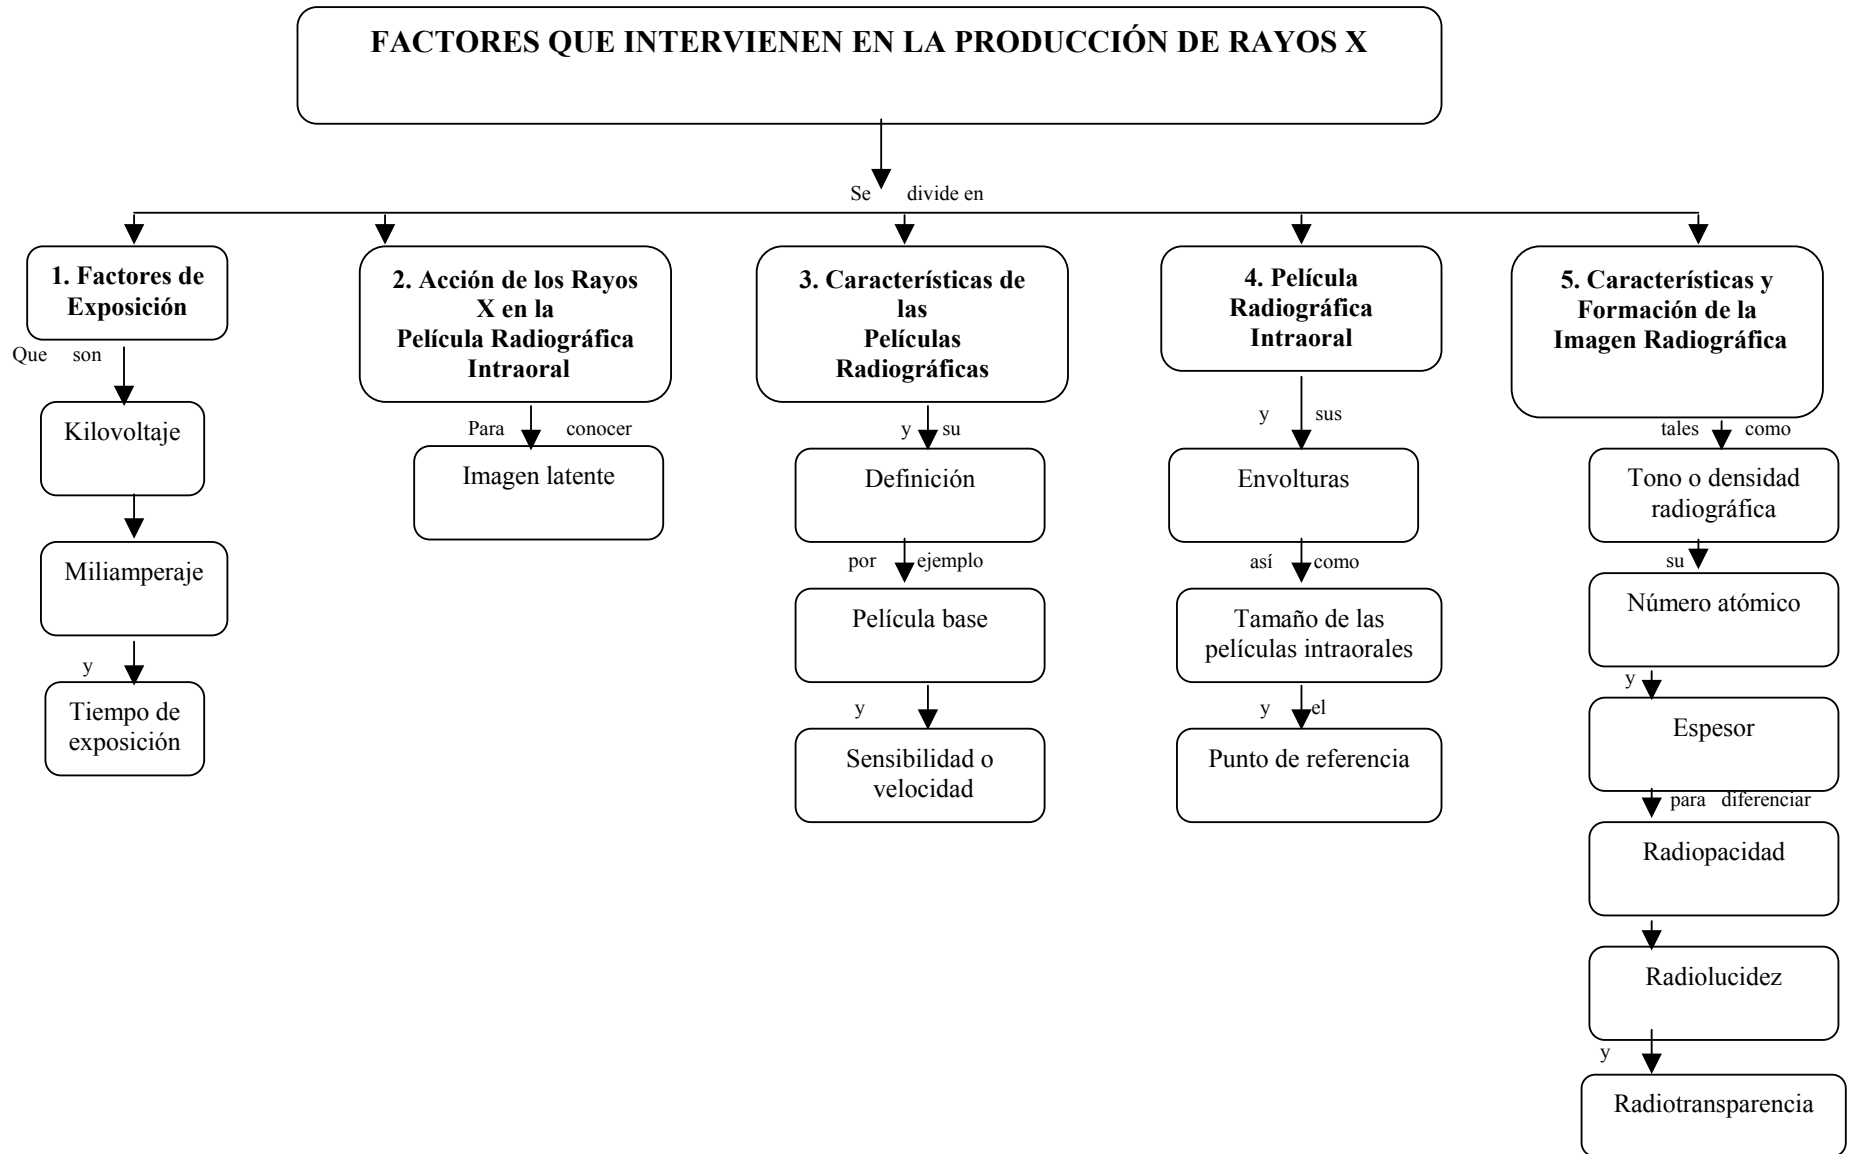 FACTORES QUE INTERVIENEN EN LA PRODUCCIÓN DE RAYOS X
Se divide en
1. Factores de
Exposición
Que son
Kilovoltaje
Miliamperaje
y
Tiempo de
exposición
2. Acción de los Rayos
X en la
Película Radiográfica
Intraoral
Para conocer
Imagen latente
3. Características de
las
Películas
Radiográficas
y su
Definición
por ejemplo
Película base
y
Sensibilidad o
velocidad
4. Película
Radiográfica
Intraoral
y sus
Envolturas
así como
Tamaño de las
películas intraorales
y el
Punto de referencia
5. Características y
Formación de la
Imagen Radiográfica
tales como
Tono o densidad
radiográfica
su
Número atómico
y
Espesor
para diferenciar
Radiopacidad
Radiolucidez
y
Radiotransparencia